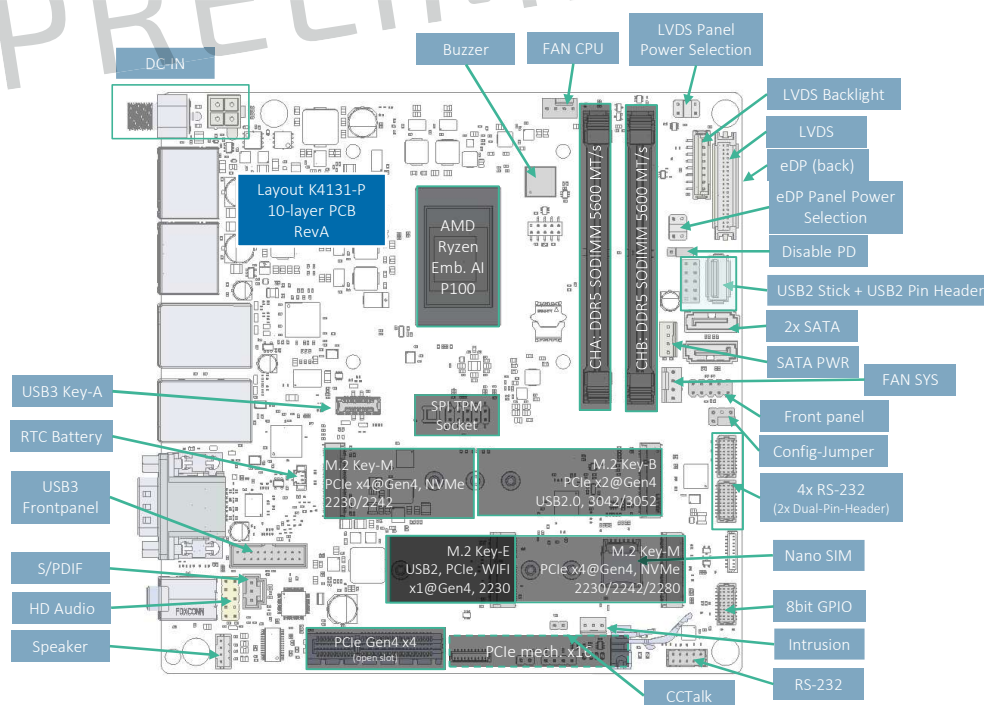 PRELIM
DC-IN
Buzzer
FAN CPU
LVDS Panel
Power Selection
LVDS Backlight
LVDS
eDP (back)
eDP Panel Power
Selection
Disable PD
USB2 Stick + USB2 Pin Header
2x SATA
SATA PWR
FAN SYS
Front panel
Config-Jumper
4x RS-232
(2x Dual-Pin-Header)
Nano SIM
8bit GPIO
Intrusion
RS-232
CCTalk
Layout K4131-P
10-layer PCB
RevA
AMD
Ryzen
Emb. AI
P100
CHA: DDR5 SODIMM 5600 MT/s
CHB: DDR5 SODIMM 5600 MT/s
USB3 Key-A
RTC Battery
USB3
Frontpanel
S/PDIF
HD Audio
Speaker
SPI TPM
Socket
M.2 Key-M
PCIe x4@Gen4, NVMe
2230/2242
M.2 Key-B
PCIe x2@Gen4
USB2.0, 3042/3052
M.2 Key-E
USB2, PCIe, WIFI
x1@Gen4, 2230
M.2 Key-M
PCIe x4@Gen4, NVMe
2230/2242/2280
FOXCONN
PCIe Gen4 x4
(open slot)
PCIe mech. x16